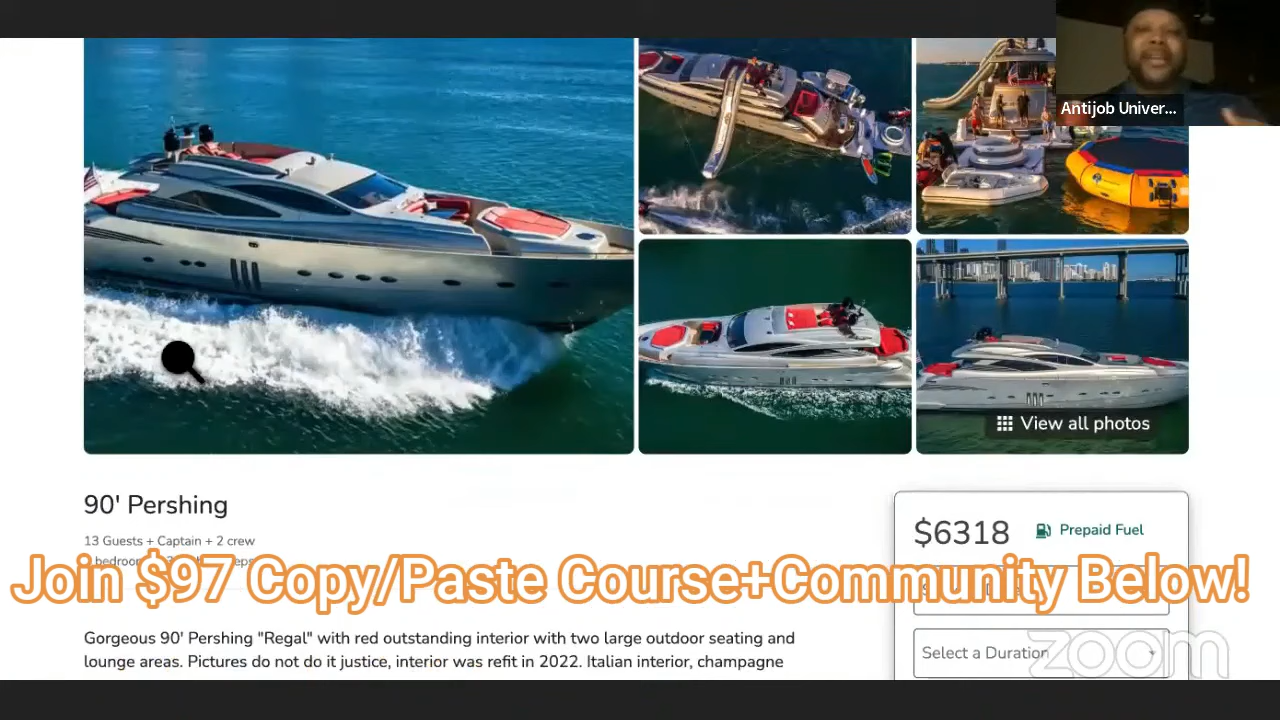 Antijob Univer...
View all photos
90' Pershing
$6318
Prepaid Fuel
13 Guests + Captain + 2 crew
Join $97 Copy/Paste Course+Community Below!
Gorgeous 90' Pershing "Regal" with red outstanding interior with two large outdoor seating and
lounge areas. Pictures do not do it justice, interior was refit in 2022. Italian interior, champagne
Select a Duration
zoom